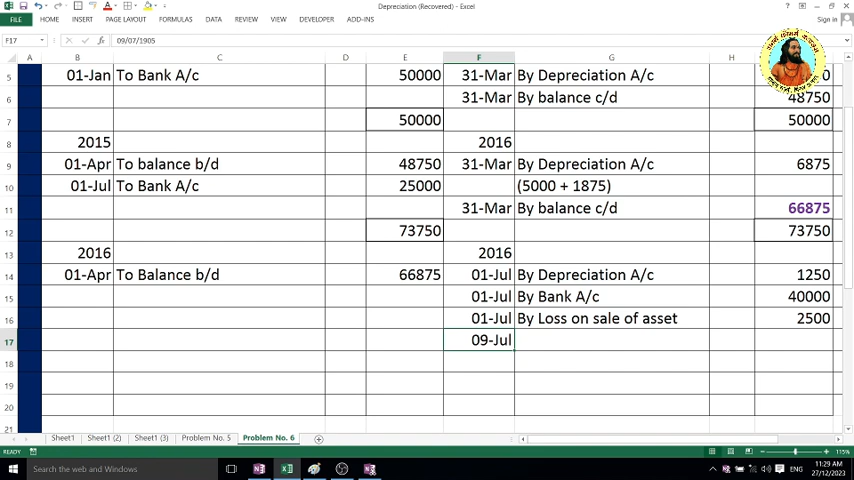 Depreciation (Recovered) - Excel
Sign in
FILE HOME INSERT PAGE LAYOUT FORMULAS DATA REVIEW VIEW DEVELOPER ADD-INS
F17 fx 09/07/1905
A B C D E F G H
5 01-Jan To Bank A/c 50000 31-Mar By Depreciation A/c
6 31-Mar By balance c/d 48750
7 50000 50000
8 2015 2016
9 01-Apr To balance b/d 48750 31-Mar By Depreciation A/c 6875
10 01-Jul To Bank A/c 25000 (5000 + 1875)
11 31-Mar By balance c/d 66875
12 73750 73750
13 2016 2016
14 01-Apr To Balance b/d 66875 01-Jul By Depreciation A/c 1250
15 01-Jul By Bank A/c 40000
16 01-Jul By Loss on sale of asset 2500
17 09-Jul
18
19
20
21
Sheet1 Sheet1 (2) Sheet1 (3) Problem No. 5 Problem No. 6
READY 115%
Search the web and Windows ENG 11:29 AM
27/12/2023